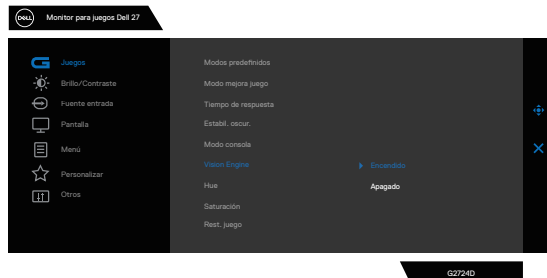 DELL Monitor para juegos Dell 27
Juegos
Brillo/Contraste
Fuente entrada
Pantalla
Menú
Personalizar
Otros
Modos predefinidos
Modo mejora juego
Tiempo de respuesta
Estabil. oscur.
Modo consola
Vision Engine
Hue
Saturación
Rest. juego
Encendido
Apagado
G2724D